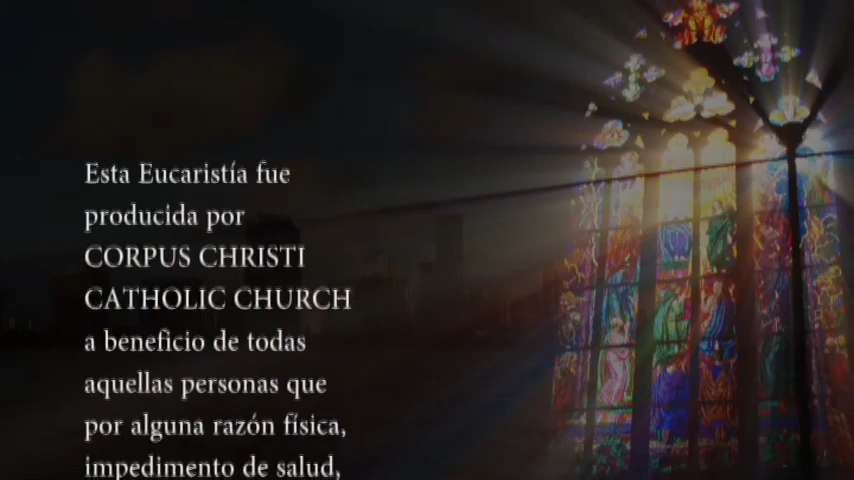 Esta Eucaristía fue
producida por
CORPUS CHRISTI
CATHOLIC CHURCH
a beneficio de todas
aquellas personas que
por alguna razón física,
impedimento de salud,